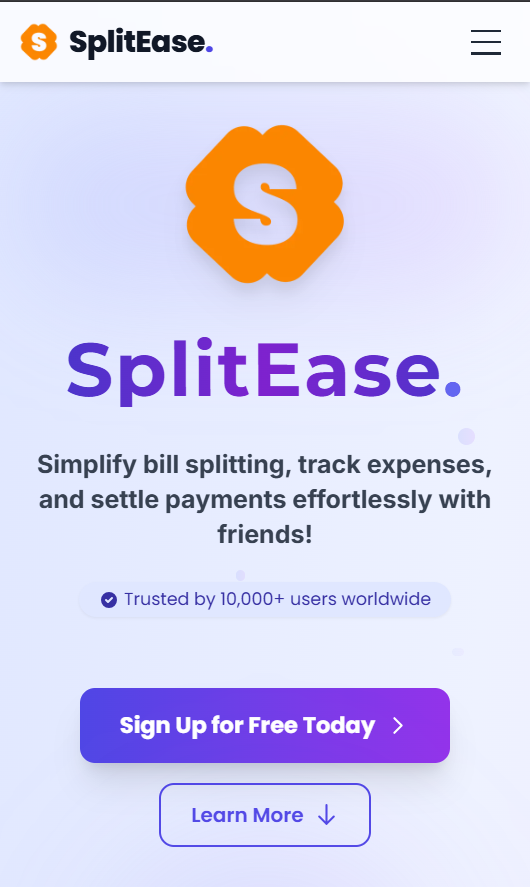 S SplitEase.
S
SplitEase.
Simplify bill splitting, track expenses,
and settle payments effortlessly with
friends!
Trusted by 10,000+ users worldwide
Sign Up for Free Today
Learn More